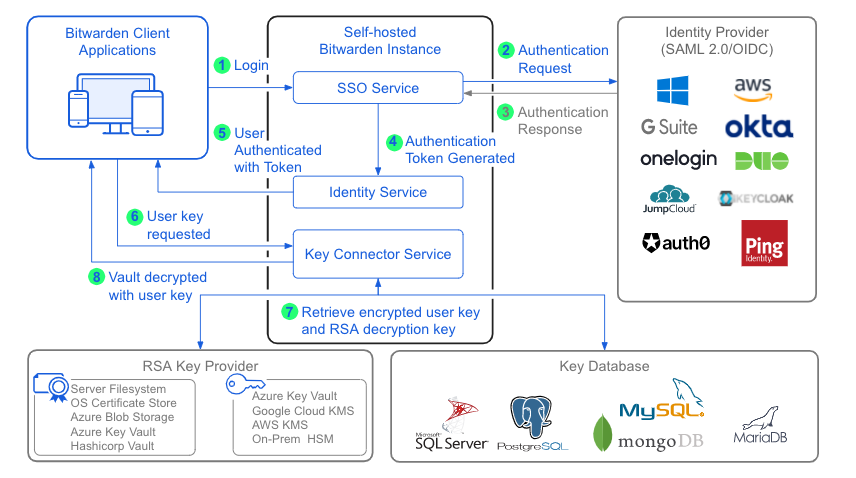 Bitwarden Client
Applications
Self-hosted
Bitwarden Instance
Identity Provider
(SAML 2.0/OIDC)
1 Login
SSO Service
2 Authentication
Request
3 Authentication
Response
aws
G Suite
okta
onelogin
DUO
JumpCloud
KEYCLOAK
auth0
Ping
Identity.
5 User
Authenticated
with Token
4 Authentication
Token Generated
Identity Service
6 User key
requested
Key Connector Service
8 Vault decrypted
with user key
7 Retrieve encrypted user key
and RSA decryption key
RSA Key Provider
Server Filesystem
OS Certificate Store
Azure Blob Storage
Azure Key Vault
Hashicorp Vault
Azure Key Vault
Google Cloud KMS
AWS KMS
On-Prem HSM
Key Database
Microsoft
SQL Server
PostgreSQL
MySQL
mongoDB
MariaDB